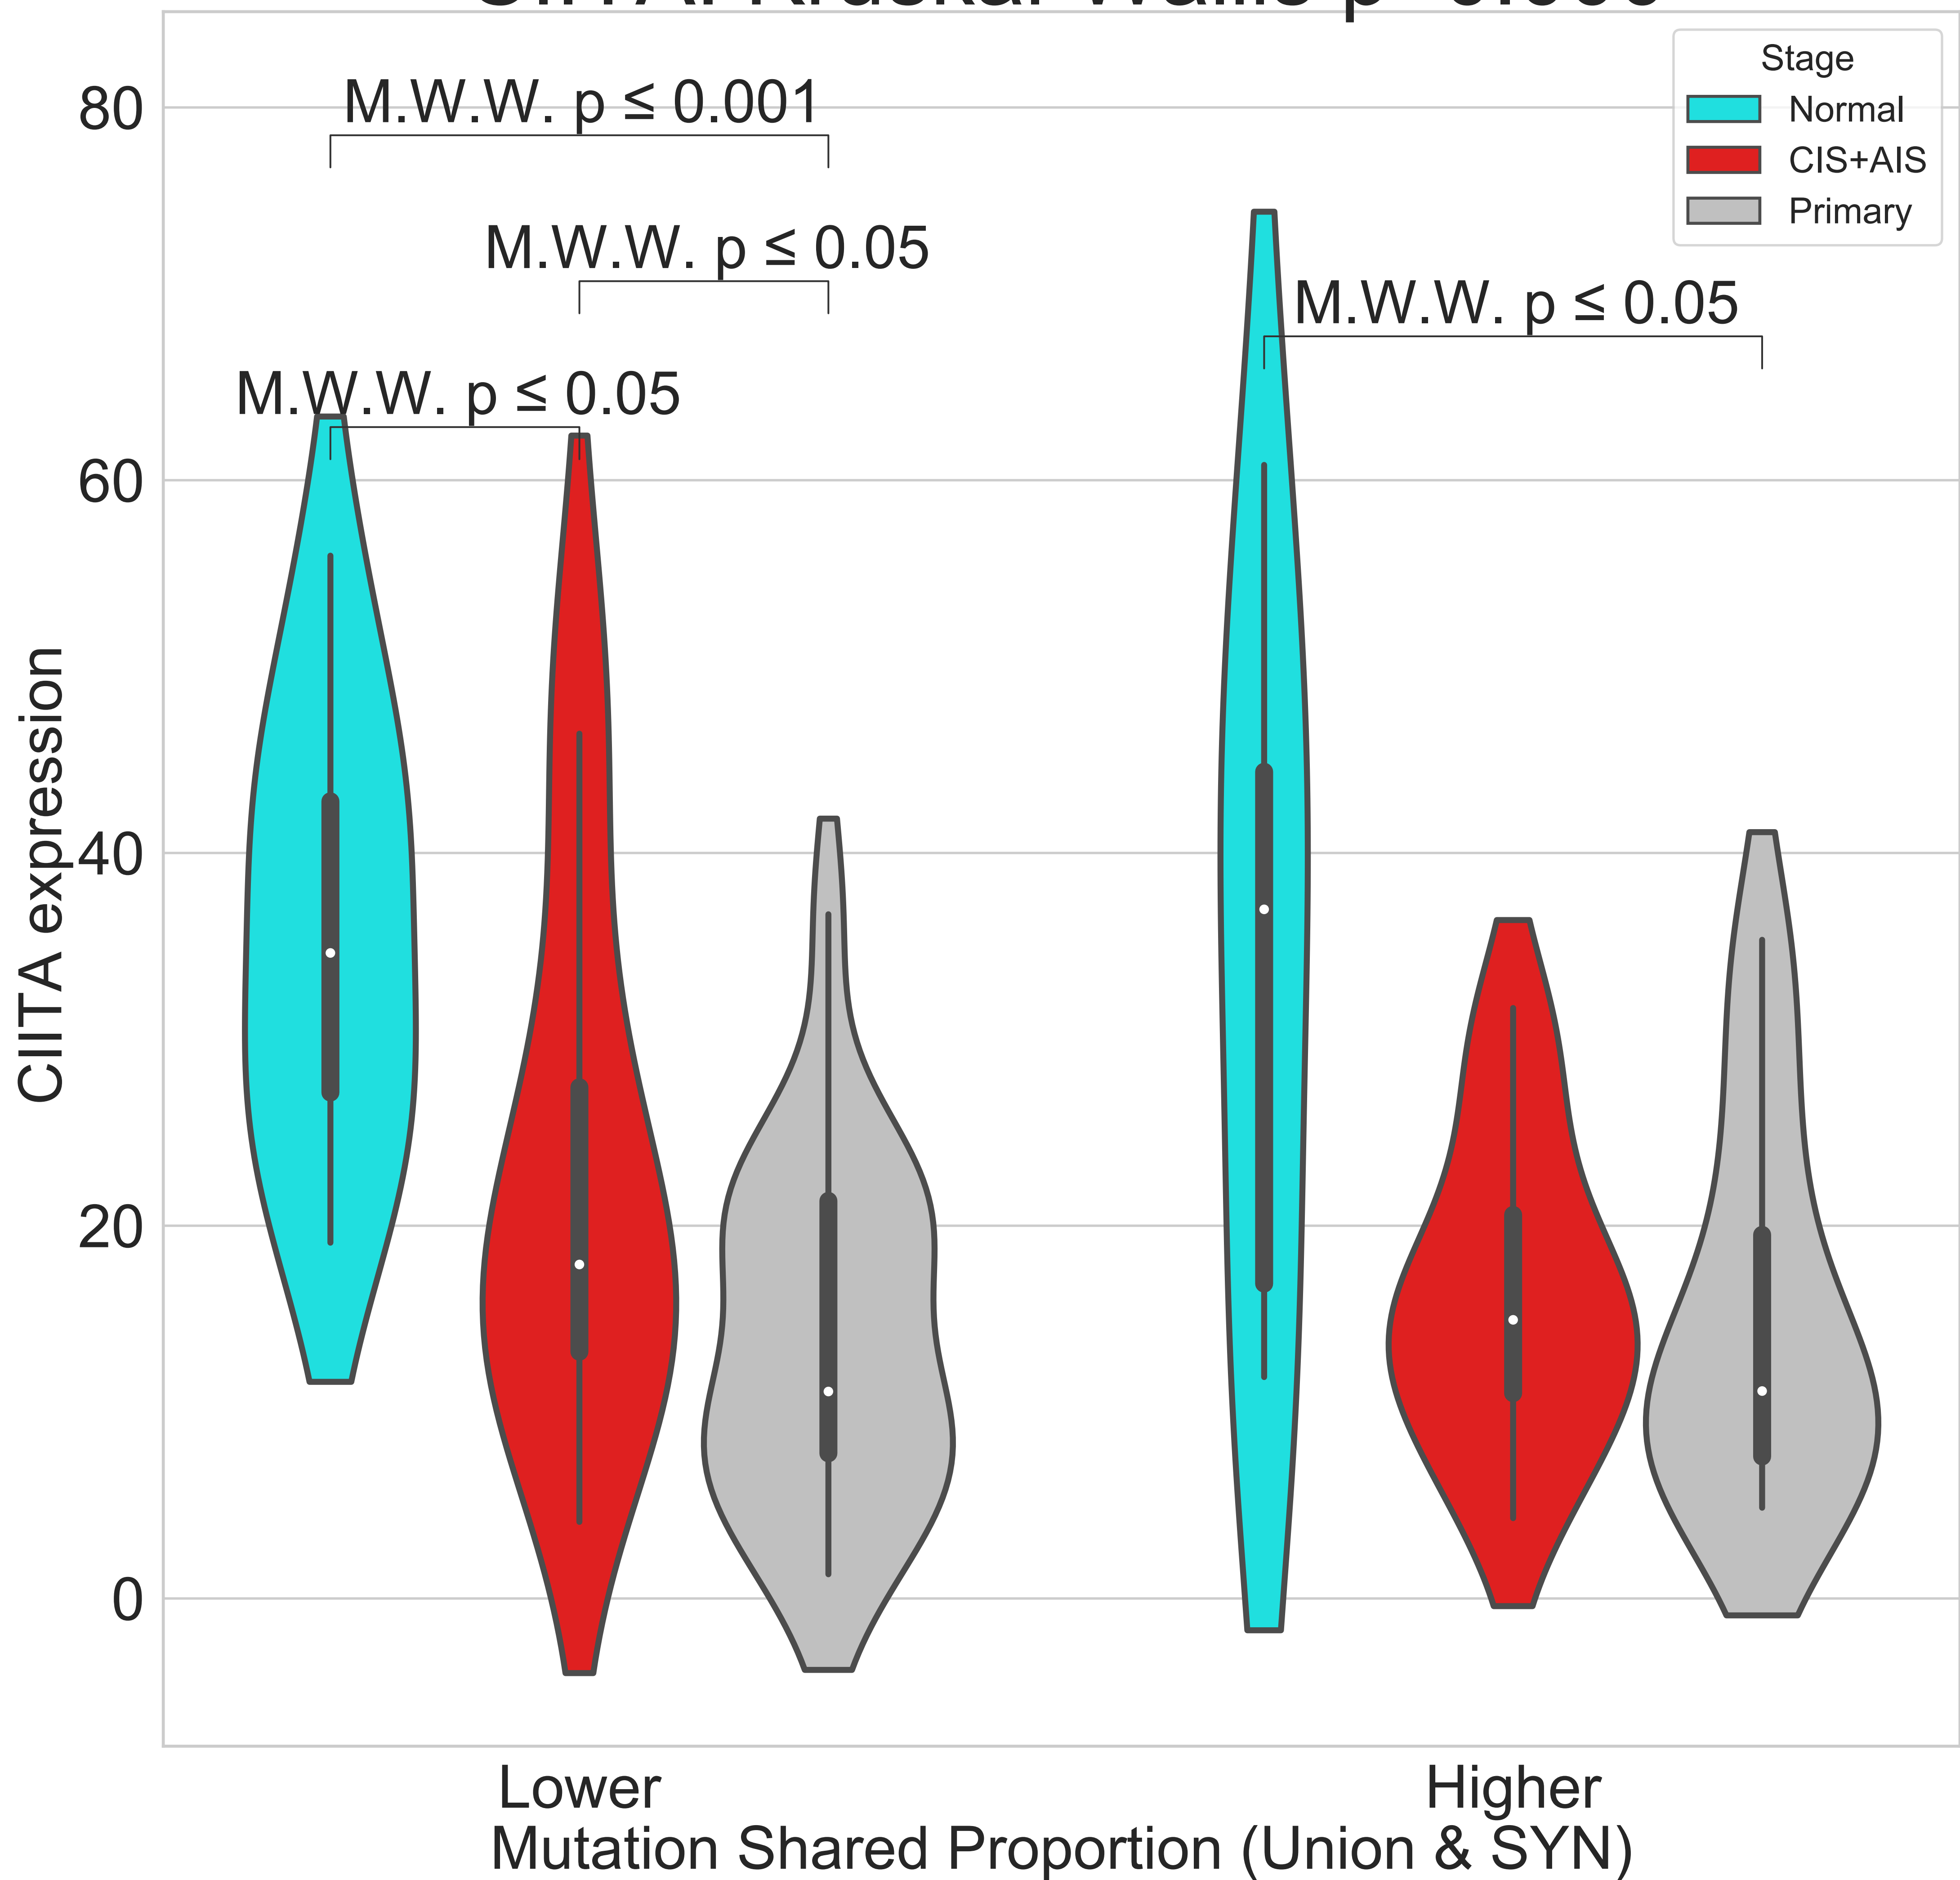 Stage
Normal
CIS+AIS
Primary
M.W.W. p ≤ 0.001
M.W.W. p ≤ 0.05
M.W.W. p ≤ 0.05
M.W.W. p ≤ 0.05
80
60
40
20
0
CIITA expression
Lower
Higher
Mutation Shared Proportion (Union & SYN)